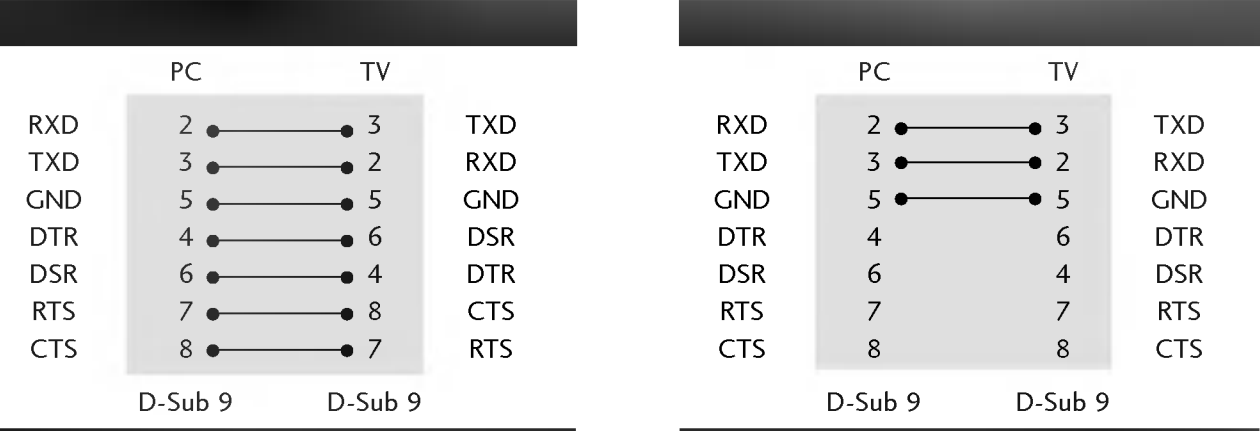 PC TV
RXD 2 3 TXD
TXD 3 2 RXD
GND 5 5 GND
DTR 4 6 DSR
DSR 6 4 DTR
RTS 7 8 CTS
CTS 8 7 RTS
D-Sub 9 D-Sub 9
PC TV
RXD 2 3 TXD
TXD 3 2 RXD
GND 5 5 GND
DTR 4 6 DTR
DSR 6 4 DSR
RTS 7 7 RTS
CTS 8 8 CTS
D-Sub 9 D-Sub 9